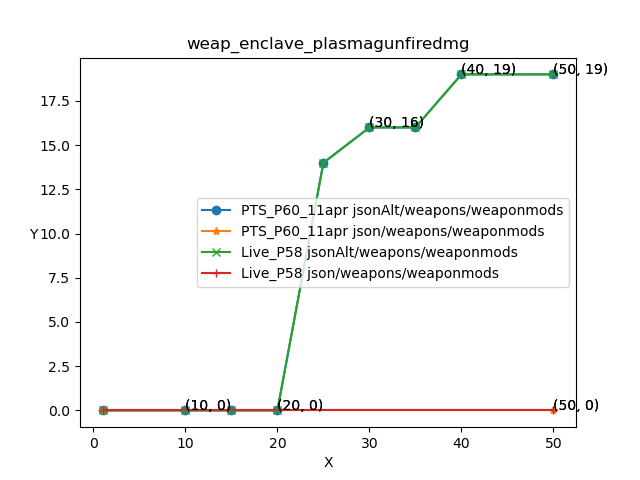 weap_enclave_plasmagunfiredmg
(40, 19)
(50, 19)
17.5
(30, 16)
15.0
12.5
PTS_P60_11apr jsonAlt/weapons/weaponmods
Y 10.0
PTS_P60_11apr json/weapons/weaponmods
Live_P58 jsonAlt/weapons/weaponmods
7.5
Live_P58 json/weapons/weaponmods
5.0
2.5
0.0
(10, 0)
(20, 0)
(50, 0)
0 10 20 30 40 50
X